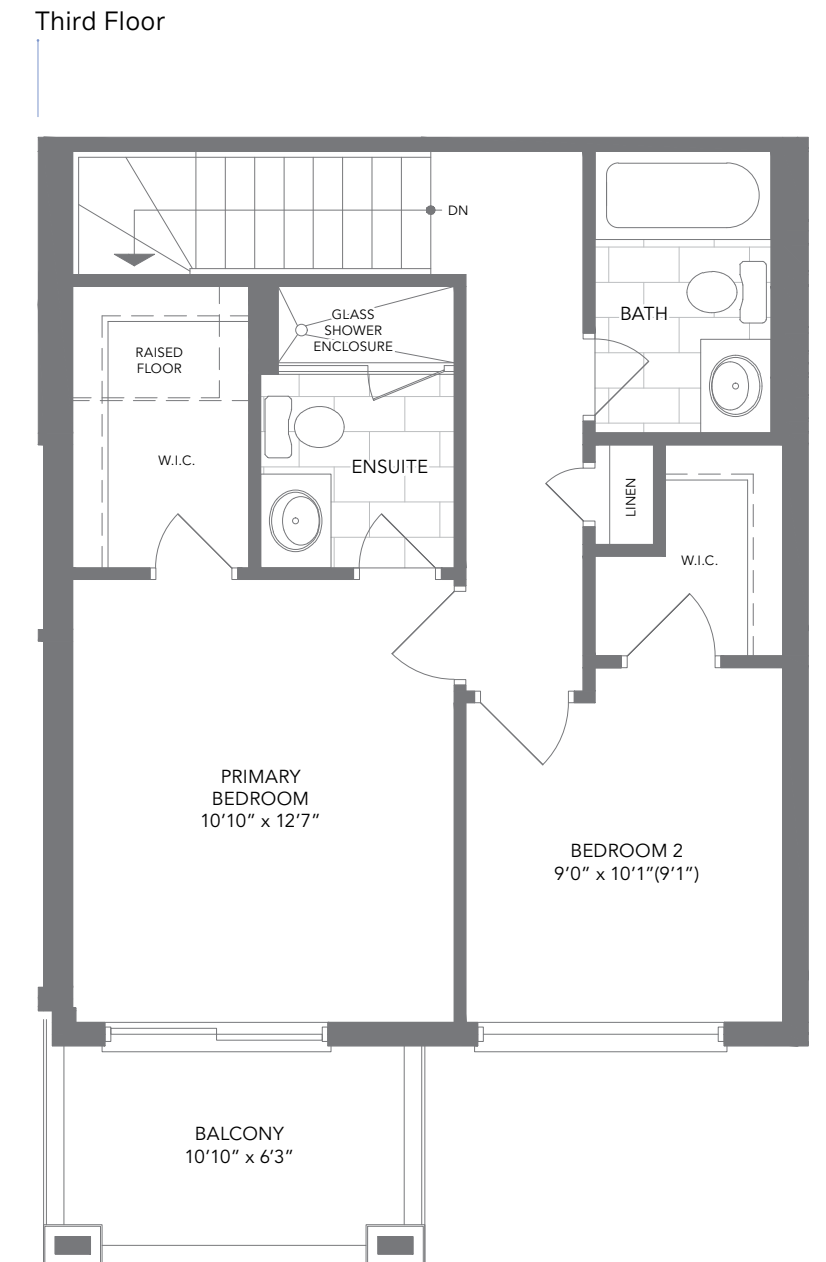 Third Floor
DN
GLASS
SHOWER
ENCLOSURE
BATH
RAISED
FLOOR
W.I.C.
ENSUITE
LINEN
W.I.C.
PRIMARY
BEDROOM
10’10” x 12’7”
BEDROOM 2
9’0” x 10’1”(9’1”)
BALCONY
10’10” x 6’3”